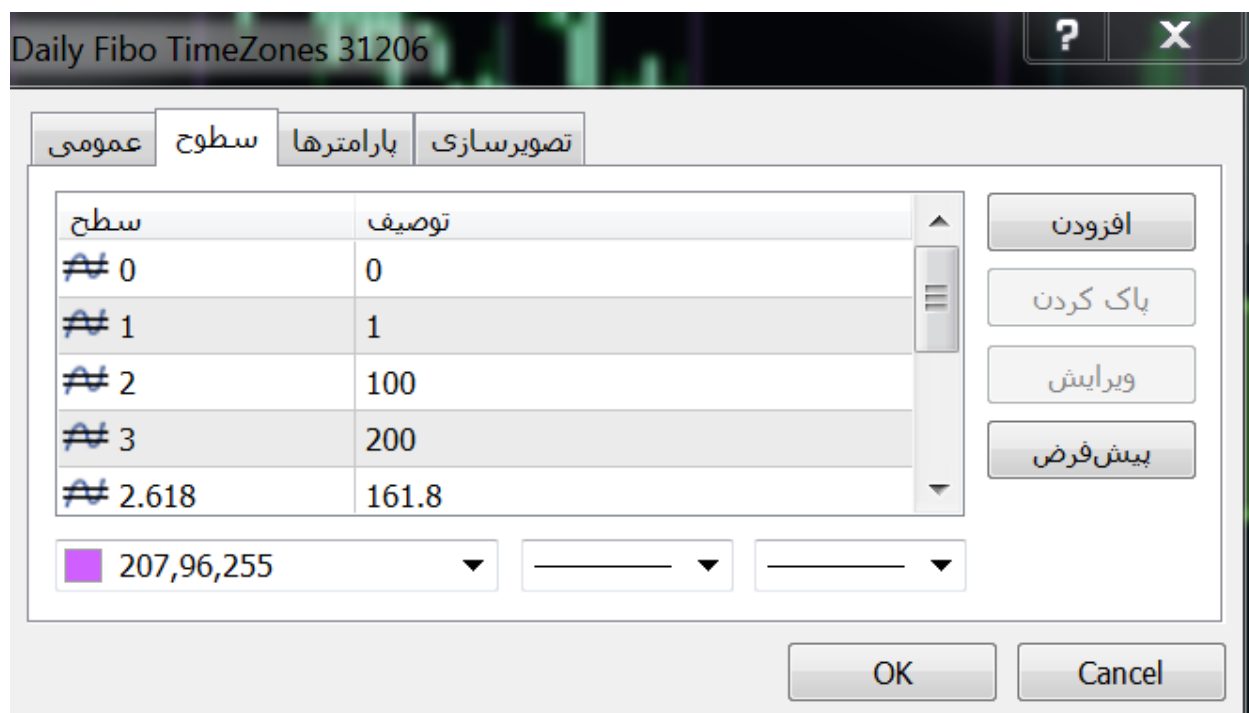 Daily Fibo TimeZones 31206
عمومی سطوح پارامترها تصویرسازی
سطح توصیف
0 0
1 1
2 100
3 200
2.618 161.8
افزودن
پاک کردن
ویرایش
پیش‌فرض
207,96,255
OK Cancel